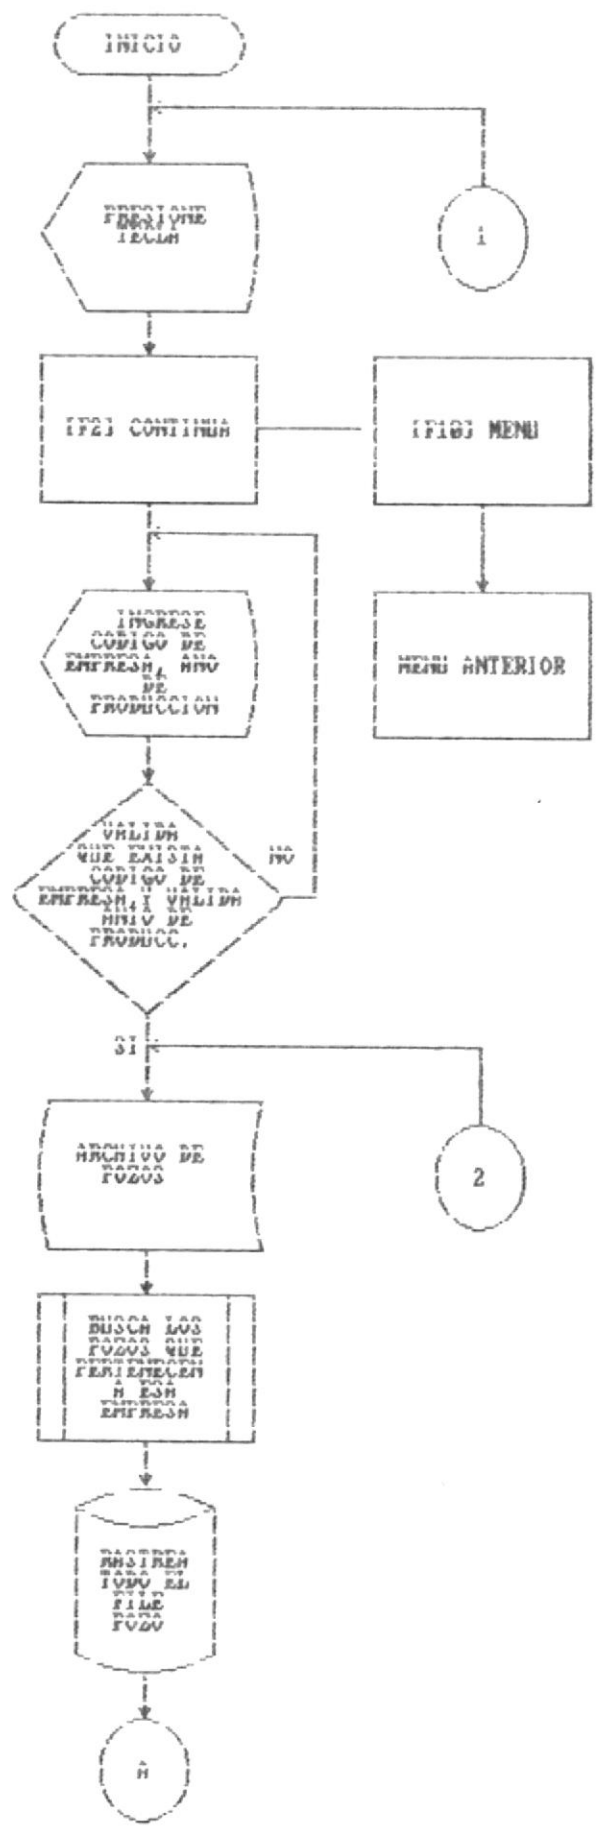 INICIO
PRESIONE
TECLA
1
[F2] CONTINUA
[F10] MENU
INGRESE
CODIGO DE
EMPRESA, ANO
DE
PRODUCCION
MENU ANTERIOR
VALIDA
QUE EXISTA
CODIGO DE
EMPRESA,Y VALIDA
ANIO DE
PRODUCC.
NO
SI
ARCHIVO DE
POZOS
2
BUSCA LOS
POZOS QUE
PERTENECEN
A ESA
EMPRESA
RASTREA
TODO EL
FILE
POZO
A